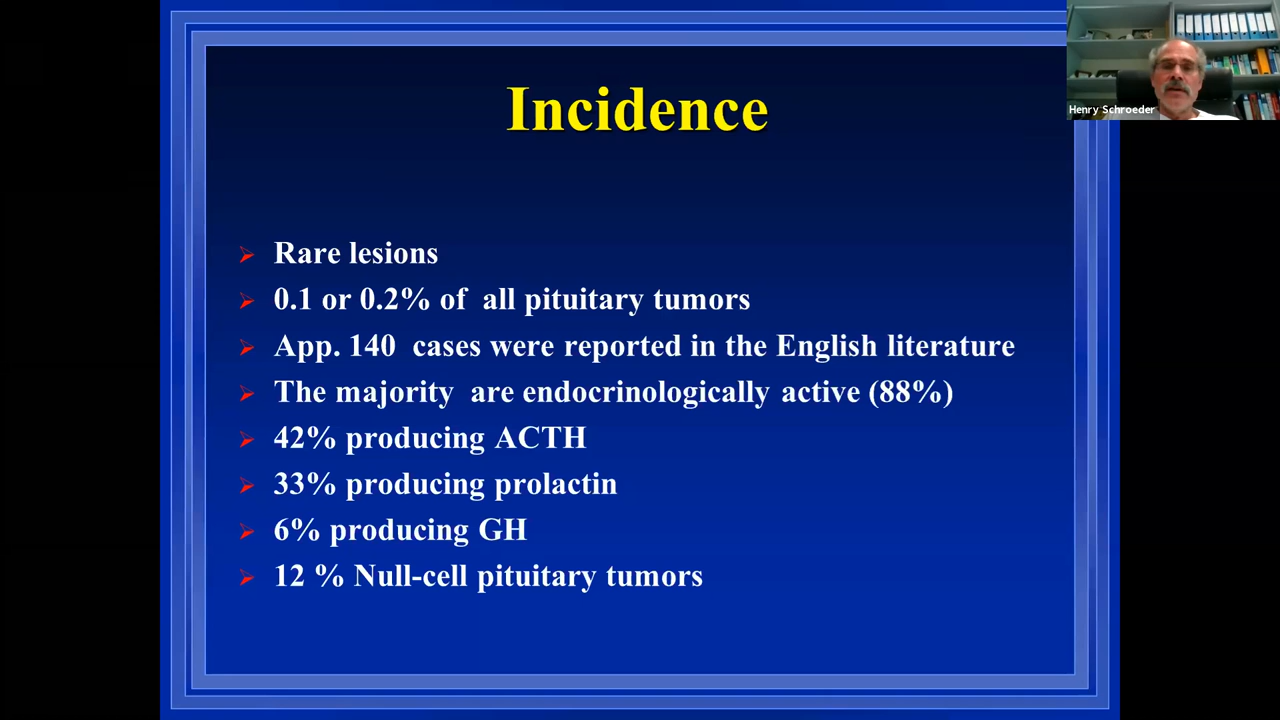 Incidence
Henry Schroeder
Rare lesions
0.1 or 0.2% of all pituitary tumors
App. 140 cases were reported in the English literature
The majority are endocrinologically active (88%)
42% producing ACTH
33% producing prolactin
6% producing GH
12 % Null-cell pituitary tumors